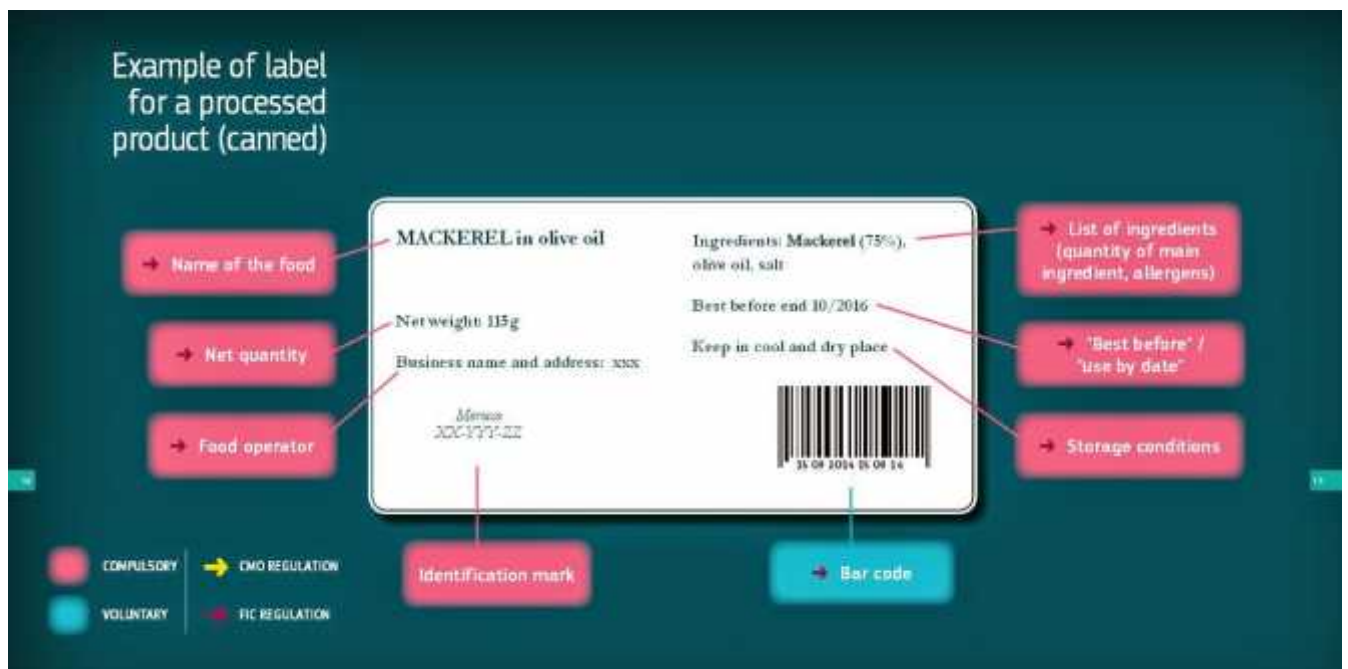 Example of label
for a processed
product (canned)
→ Name of the food
→ Net quantity
→ Food operator
MACKEREL in olive oil
Net weight: 115g
Business name and address: xxx
XX-YYY-ZZ
Ingredients: Mackerel (75%),
olive oil, salt
Best before end 10/2016
Keep in cool and dry place
→ List of ingredients
(quantity of main
ingredient, allergens)
→ "Best before" /
"use by date"
→ Storage conditions
Identification mark
→ Bar code
COMPULSORY
→ CMO REGULATION
VOLUNTARY
→ FIC REGULATION